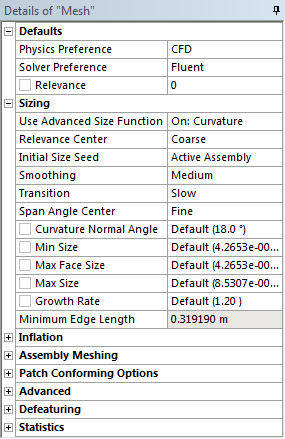 Details of "Mesh"
Defaults
Physics Preference CFD
Solver Preference Fluent
Relevance 0
Sizing
Use Advanced Size Function On: Curvature
Relevance Center Coarse
Initial Size Seed Active Assembly
Smoothing Medium
Transition Slow
Span Angle Center Fine
Curvature Normal Angle Default (18.0 °)
Min Size Default (4.2653e-00...
Max Face Size Default (4.2653e-00...
Max Size Default (8.5307e-00...
Growth Rate Default (1.20 )
Minimum Edge Length 0.319190 m
Inflation
Assembly Meshing
Patch Conforming Options
Advanced
Defeaturing
Statistics